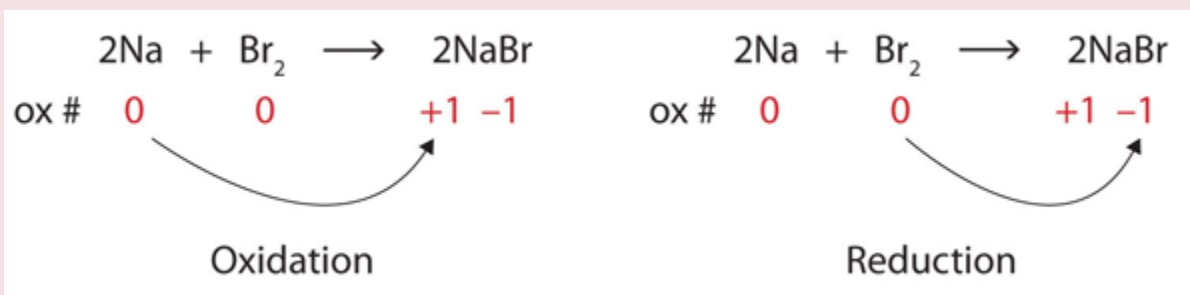 2Na + Br₂ ⟶ 2NaBr
ox # 0 0 +1 –1
Oxidation
2Na + Br₂ ⟶ 2NaBr
ox # 0 0 +1 –1
Reduction